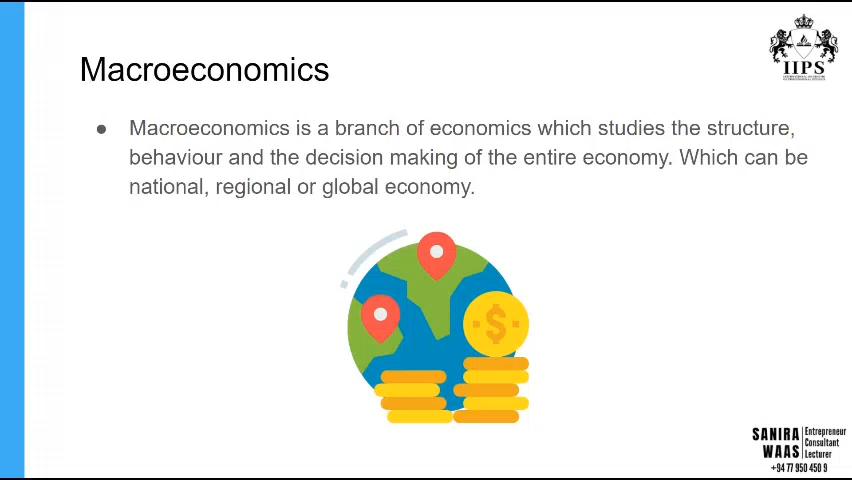 Macroeconomics
● Macroeconomics is a branch of economics which studies the structure,
behaviour and the decision making of the entire economy. Which can be
national, regional or global economy.
IIPS
$
SANIRA
WAAS
Entrepreneur
Consultant
Lecturer
+94 77 950 450 9